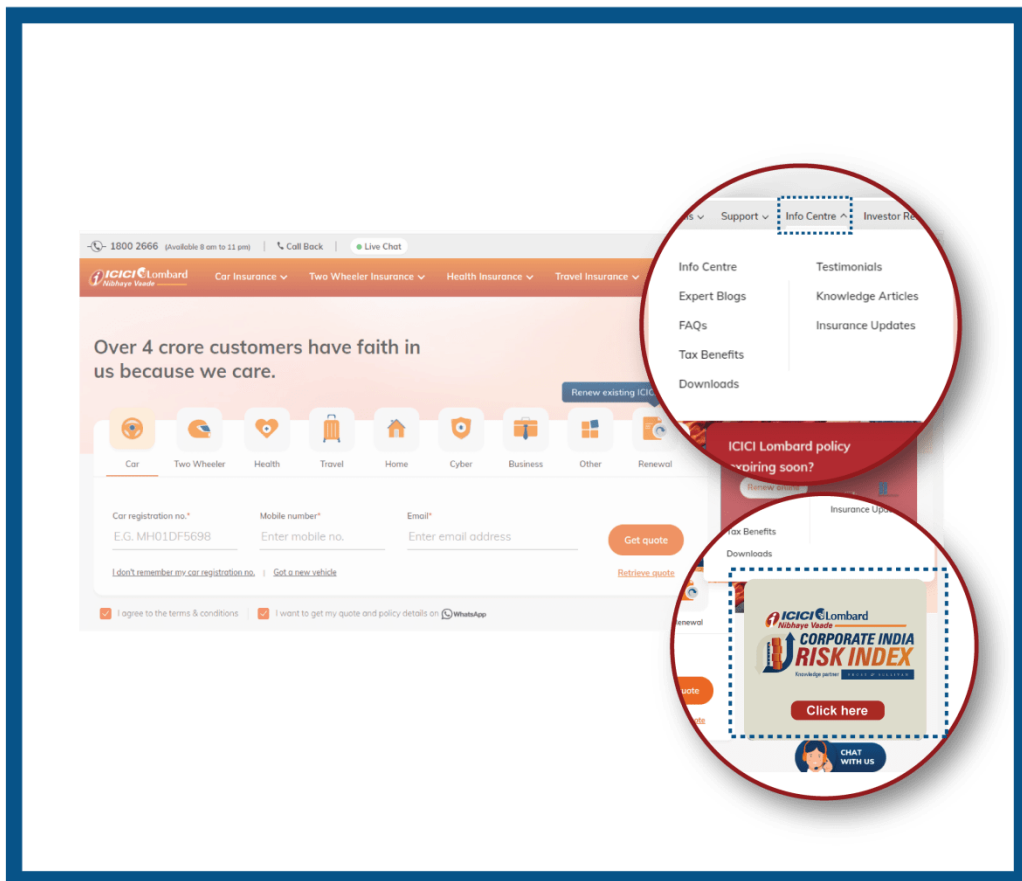 1800 2666 (Available 8 am to 11 pm) Call Back Live Chat
ICICI Lombard
Nibhaye Vaade
Car Insurance Two Wheeler Insurance Health Insurance Travel Insurance
Over 4 crore customers have faith in
us because we care.
Renew existing
Car Two Wheeler Health Travel Home Cyber Business Other Renewal
Car registration no.* Mobile number* Email*
E.G. MH01DF5698 Enter mobile no. Enter email address Get quote
I don't remember my car registration no. Got a new vehicle Retrieve quote
I agree to the terms & conditions I want to get my quote and policy details on WhatsApp
Support Info Centre Investor
Info Centre Testimonials
Expert Blogs Knowledge Articles
FAQs Insurance Updates
Tax Benefits
Downloads
ICICI Lombard policy
expiring soon?
Renew online
Insurance
Tax Benefits
Downloads
ICICI Lombard
Nibhaye Vaade
CORPORATE INDIA
RISK INDEX
Knowledge partner
Click here
CHAT
WITH US